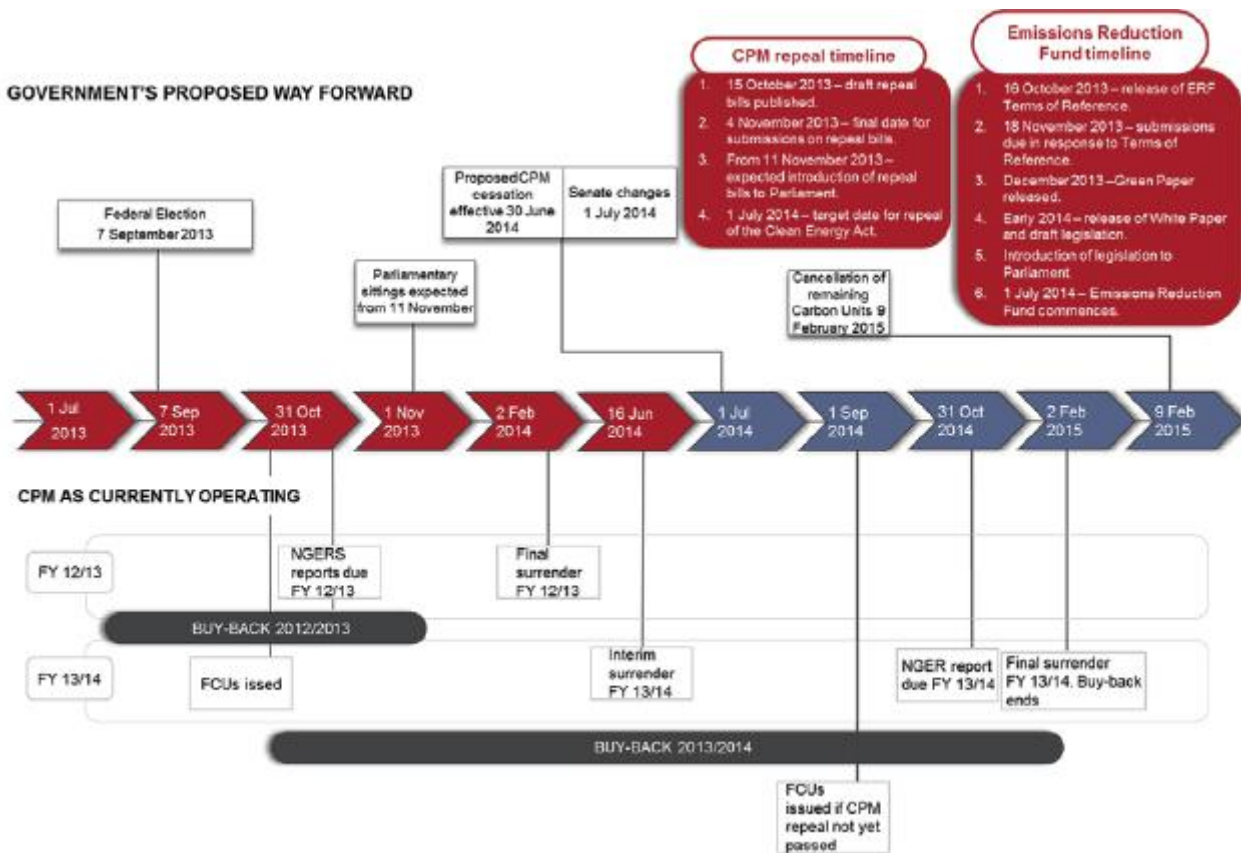 GOVERNMENT'S PROPOSED WAY FORWARD
CPM repeal timeline
1. 15 October 2013 – draft repeal
bills published.
2. 4 November 2013 – final date for
submissions on repeal bills.
3. From 11 November 2013 –
expected introduction of repeal
bills to Parliament.
4. 1 July 2014 – target date for repeal
of the Clean Energy Act.
Emissions Reduction
Fund timeline
1. 16 October 2013 – release of ERF
Terms of Reference.
2. 18 November 2013 – submissions
due in response to Terms of
Reference.
3. December 2013 – Green Paper
released.
4. Early 2014 – release of White Paper
and draft legislation.
5. Introduction of legislation to
Parliament
6. 1 July 2014 – Emissions Reduction
Fund commences.
Federal Election
7 September 2013
Parliamentary
sittings expected
from 11 November
Proposed CPM
cessation
effective 30 June
2014
Senate changes
1 July 2014
Cancellation of
remaining
Carbon Units 9
February 2015
1 Jul
2013
7 Sep
2013
31 Oct
2013
1 Nov
2013
2 Feb
2014
16 Jun
2014
1 Jul
2014
1 Sep
2014
31 Oct
2014
2 Feb
2015
9 Feb
2015
CPM AS CURRENTLY OPERATING
FY 12/13
NGERS
reports due
FY 12/13
Final
surrender
FY 12/13
BUY-BACK 2012/2013
FY 13/14
FCUs issed
Interim
surrender
FY 13/14
NGER report
due FY 13/14
Final surrender
FY 13/14. Buy-back
ends
BUY-BACK 2013/2014
FCUs
issued if CPM
repeal not yet
passed